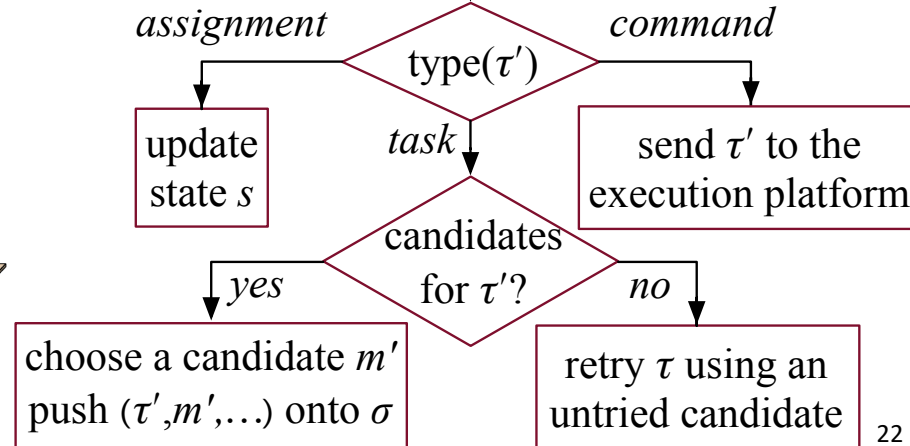 assignment
command
type(τ′)
update
state s
task
send τ′ to the
execution platform
candidates
for τ′?
yes
no
choose a candidate m′
push (τ′,m′,…) onto σ
retry τ using an
untried candidate
22